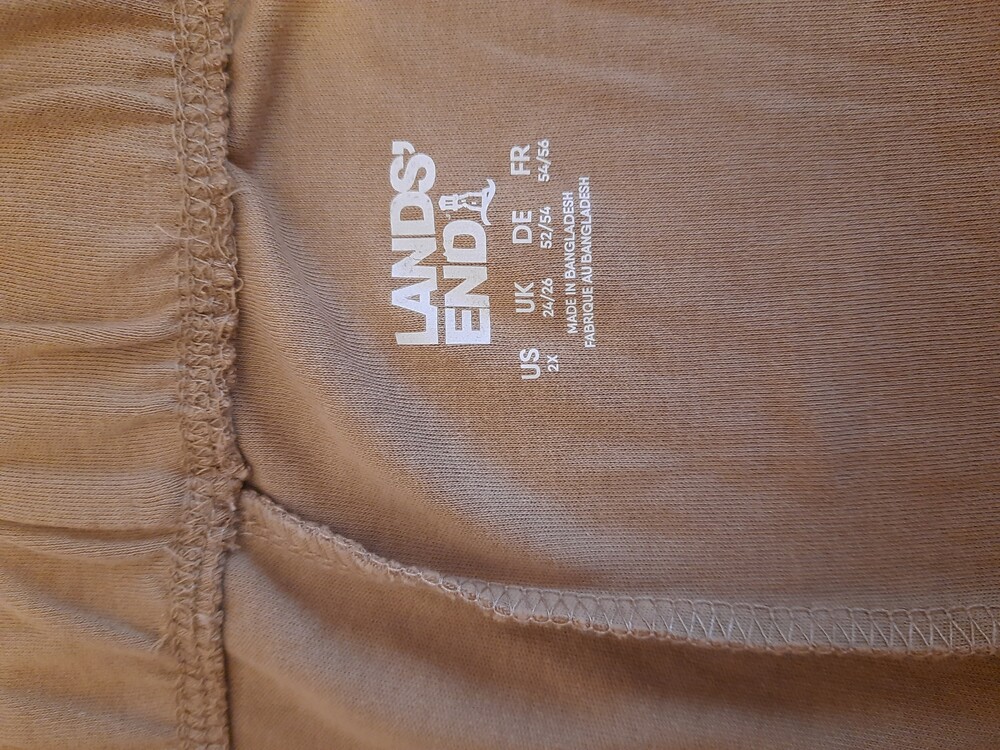 LANDS'
END
US UK DE FR
2X 24/26 52/54 54/56
MADE IN BANGLADESH
FABRIQUE AU BANGLADESH